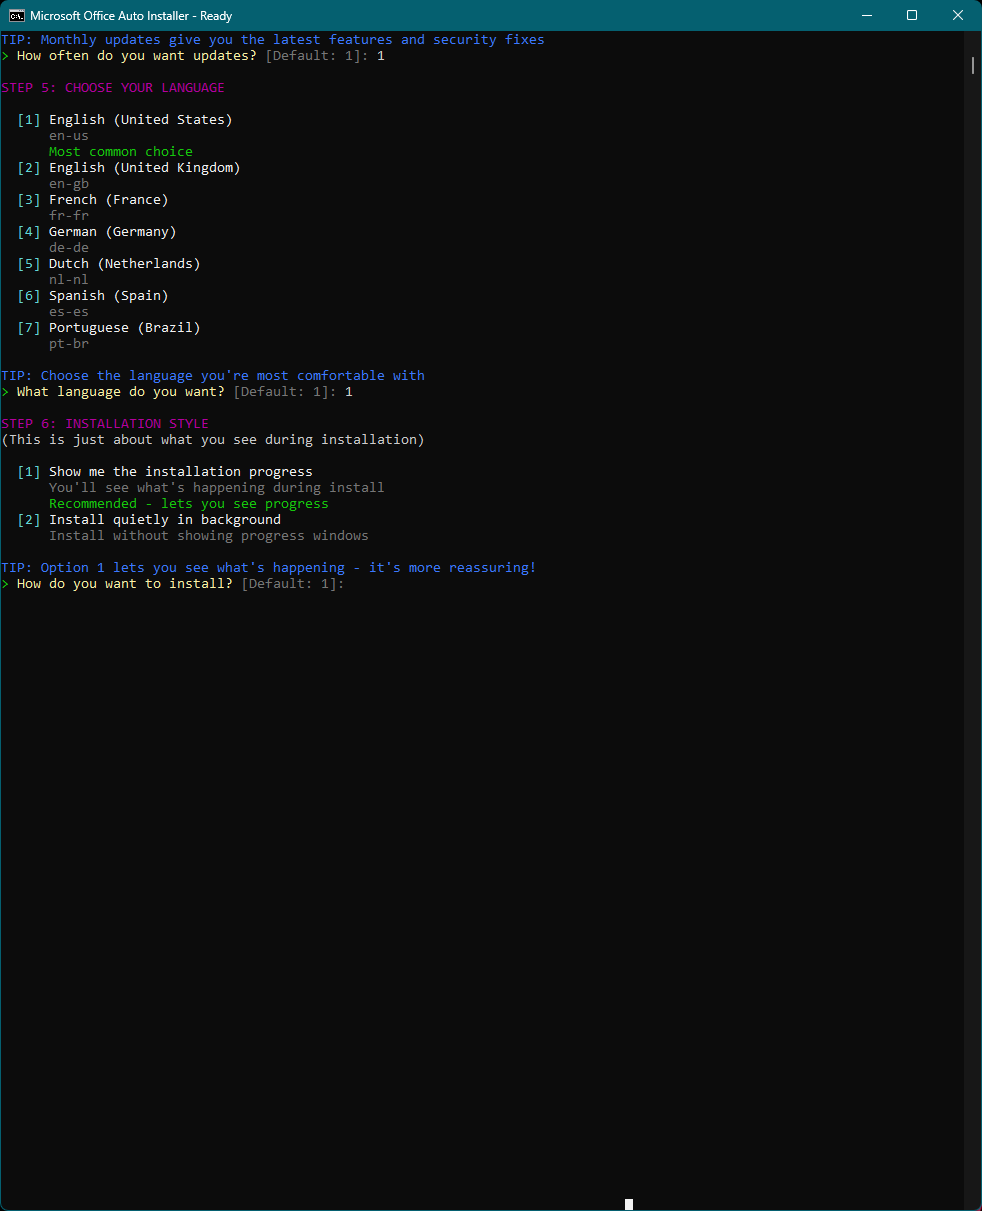 Microsoft Office Auto Installer - Ready
TIP: Monthly updates give you the latest features and security fixes
> How often do you want updates? [Default: 1]: 1
STEP 5: CHOOSE YOUR LANGUAGE
[1] English (United States)
en-us
Most common choice
[2] English (United Kingdom)
en-gb
[3] French (France)
fr-fr
[4] German (Germany)
de-de
[5] Dutch (Netherlands)
nl-nl
[6] Spanish (Spain)
es-es
[7] Portuguese (Brazil)
pt-br
TIP: Choose the language you're most comfortable with
> What language do you want? [Default: 1]: 1
STEP 6: INSTALLATION STYLE
(This is just about what you see during installation)
[1] Show me the installation progress
You'll see what's happening during install
Recommended - lets you see progress
[2] Install quietly in background
Install without showing progress windows
TIP: Option 1 lets you see what's happening - it's more reassuring!
> How do you want to install? [Default: 1]: